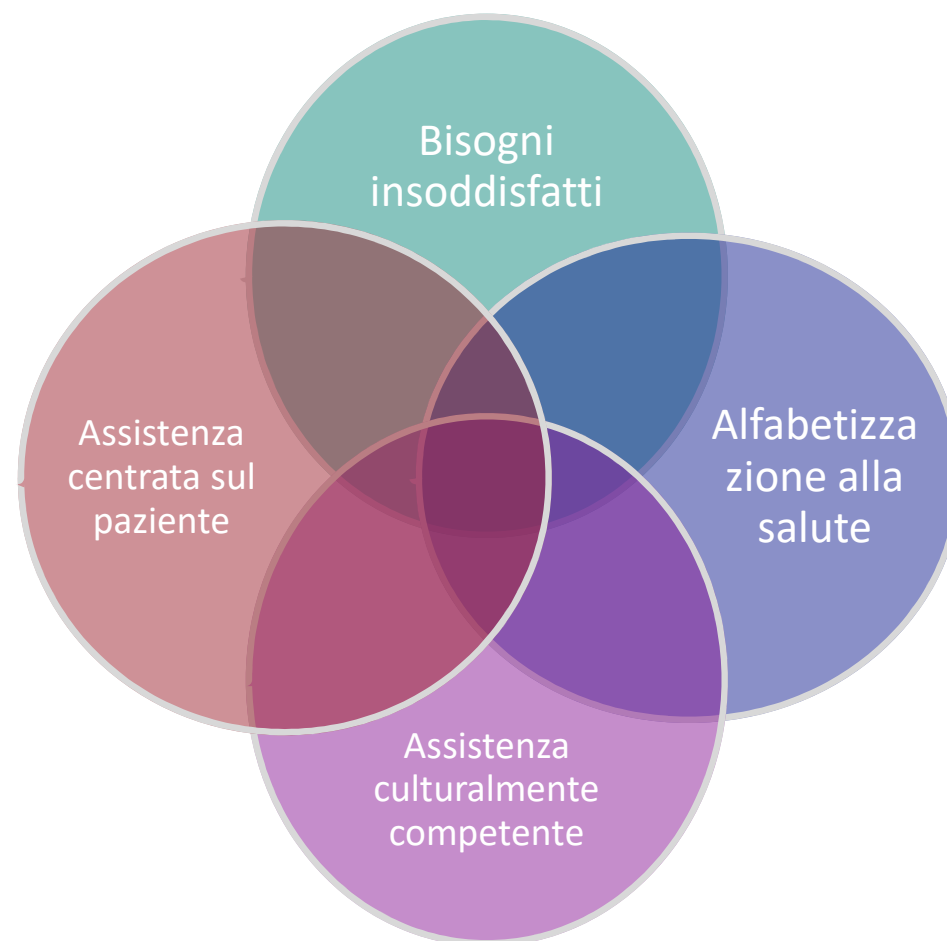 Bisogni
insoddisfatti
Assistenza
centrata sul
paziente
Alfabetizza
zione alla
salute
Assistenza
culturalmente
competente